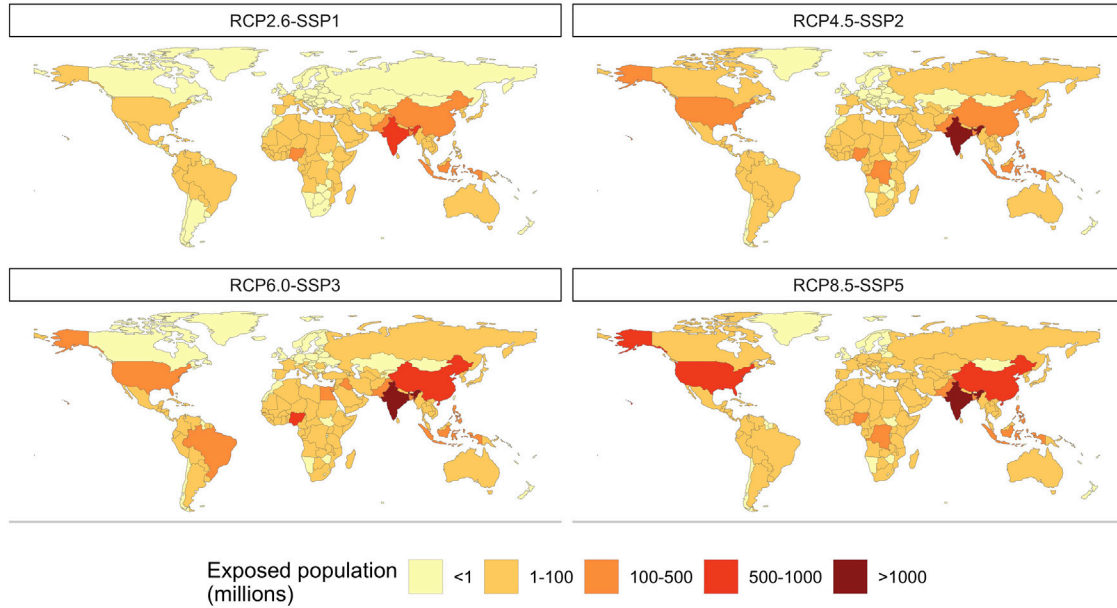 RCP2.6-SSP1
RCP4.5-SSP2
RCP6.0-SSP3
RCP8.5-SSP5
Exposed population
(millions)
<1
1-100
100-500
500-1000
>1000